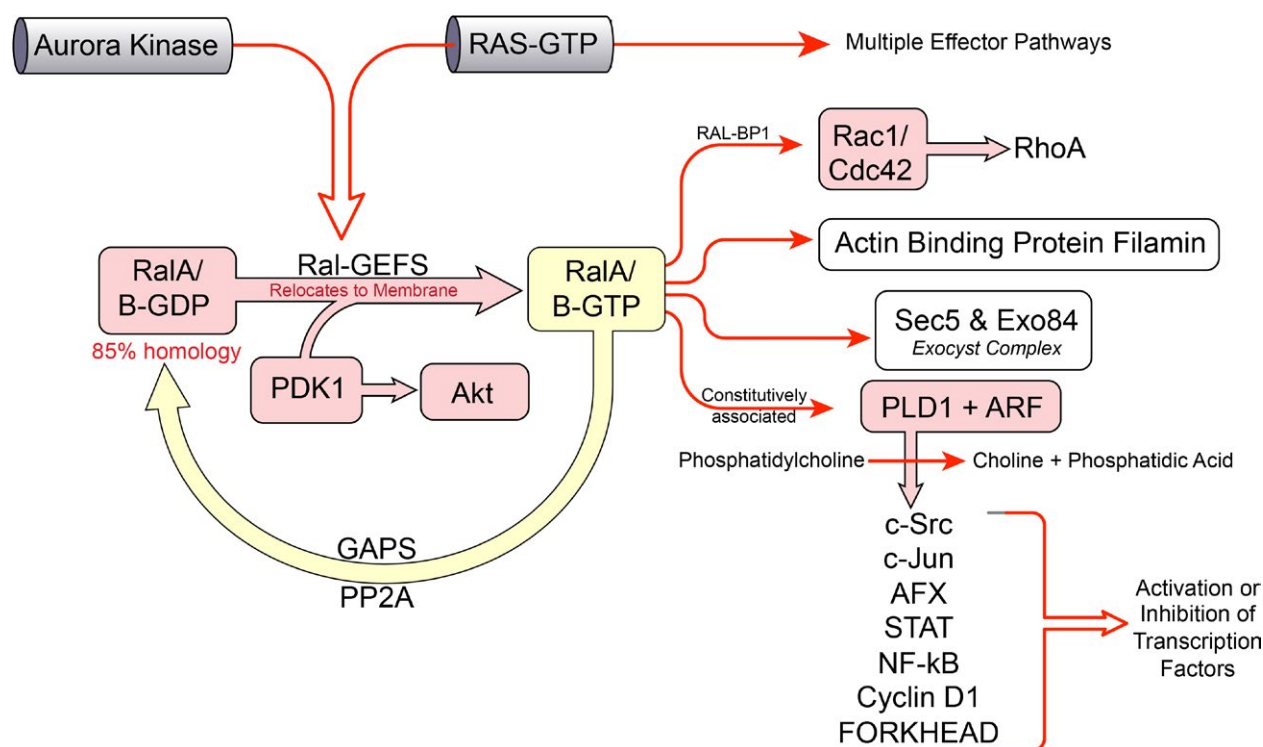 Aurora Kinase
RAS-GTP
Multiple Effector Pathways
RAL-BP1
Rac1/
Cdc42
RhoA
Actin Binding Protein Filamin
RalA/
B-GDP
85% homology
Ral-GEFS
Relocates to Membrane
RalA/
B-GTP
Sec5 & Exo84
Exocyst Complex
PDK1
Akt
Constitutively
associated
PLD1 + ARF
Phosphatidylcholine
Choline + Phosphatidic Acid
GAPS
PP2A
c-Src
c-Jun
AFX
STAT
NF-kB
Cyclin D1
FORKHEAD
Activation or
Inhibition of
Transcription
Factors